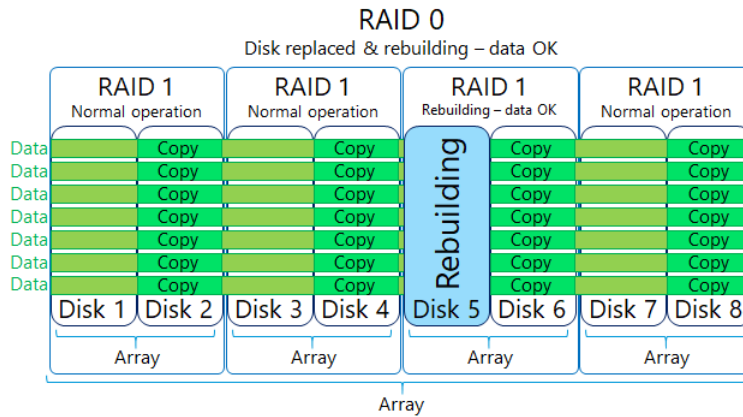 RAID 0
Disk replaced & rebuilding – data OK
RAID 1 RAID 1 RAID 1 RAID 1
Normal operation Normal operation Rebuilding – data OK Normal operation
Data Copy Copy Copy Copy
Data Copy Copy Copy Copy
Data Copy Copy Copy Copy
Data Copy Copy Copy Copy
Data Copy Copy Copy Copy
Data Copy Copy Copy Copy
Data Copy Copy Copy Copy
Rebuilding
Disk 1 Disk 2 Disk 3 Disk 4 Disk 5 Disk 6 Disk 7 Disk 8
Array Array Array Array
Array